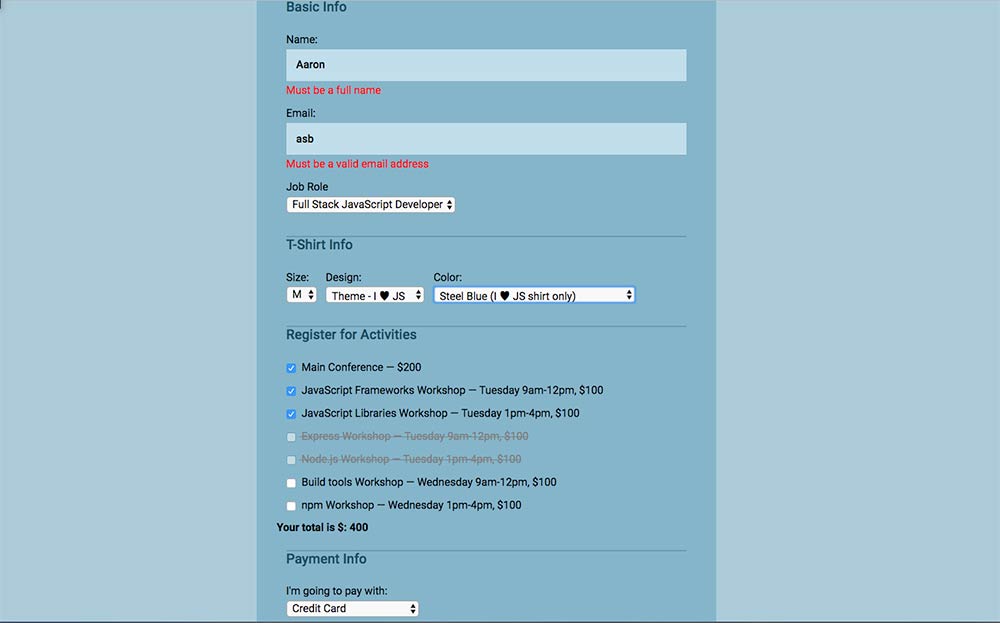 Basic Info
Name:
Aaron
Must be a full name
Email:
asb
Must be a valid email address
Job Role
Full Stack JavaScript Developer
T-Shirt Info
Size: Design: Color:
M Theme - I ♥ JS Steel Blue (I ♥ JS shirt only)
Register for Activities
Main Conference — $200
JavaScript Frameworks Workshop — Tuesday 9am-12pm, $100
JavaScript Libraries Workshop — Tuesday 1pm-4pm, $100
Express Workshop — Tuesday 9am-12pm, $100
Node.js Workshop — Tuesday 1pm-4pm, $100
Build tools Workshop — Wednesday 9am-12pm, $100
npm Workshop — Wednesday 1pm-4pm, $100
Your total is $: 400
Payment Info
I'm going to pay with:
Credit Card